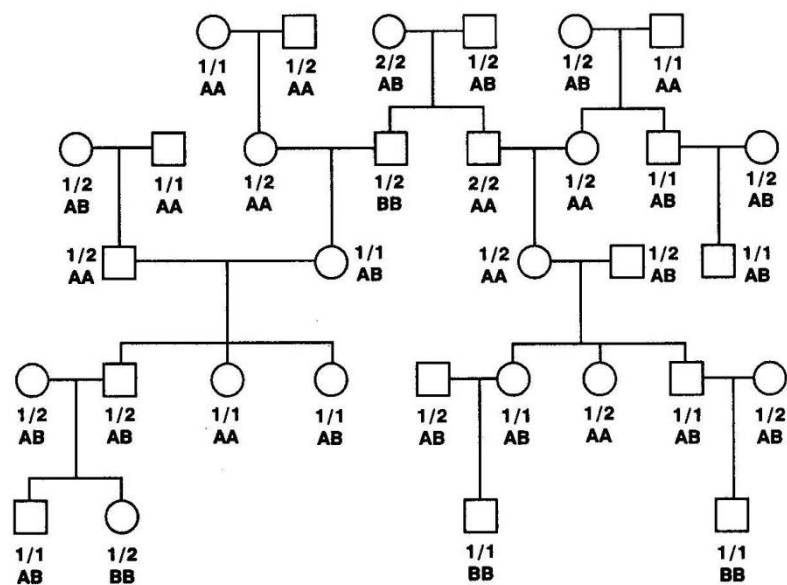 1/1 1/2 2/2 1/2 1/2 1/1
AA AA AB AB AB AA
1/2 1/1 1/2 1/2 2/2 1/2 1/1 1/2
AB AA AA BB AA AA AB AB
1/2 1/1 1/2 1/2 1/1
AA AB AA AB AB
1/2 1/2 1/1 1/1 1/2 1/1 1/2 1/1 1/2
AB AB AA AB AB AB AA AB AB
1/1 1/2 1/1 1/1
AB BB BB BB